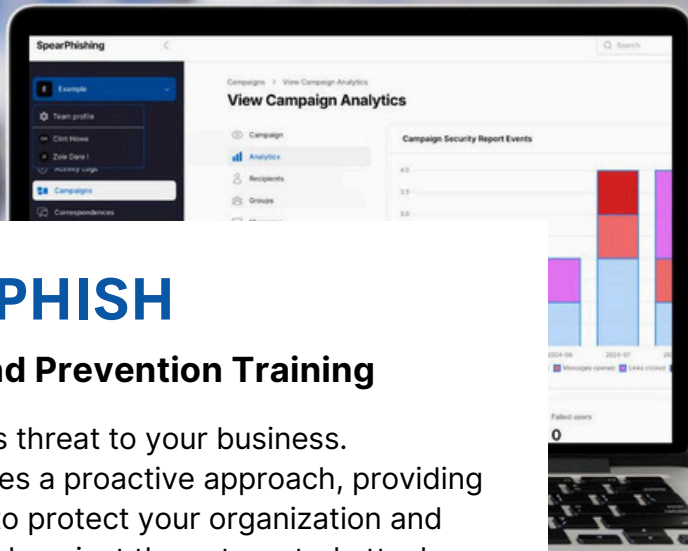 SpearPhishing
Search
Example
Team profile
Clint Howe
Zole Dare I
Activity Logs
Campaigns
Correspondences
Campaigns > View Campaign Analytics
View Campaign Analytics
Campaign
Analytics
Recipients
Groups
Campaign Security Report Events
4.0
3.5
3.0
2024-06
2024-07
Messages opened
Links clicked
Failed users
0
PHISH
d Prevention Training
s threat to your business.
es a proactive approach, providing
to protect your organization and